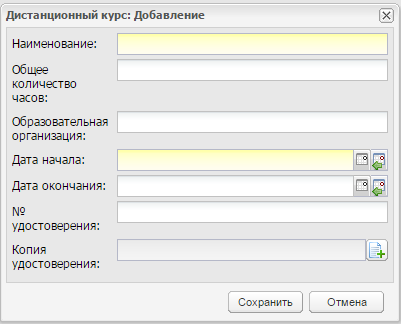 Дистанционный курс: Добавление
Наименование:
Общее
количество
часов:
Образовательная
организация:
Дата начала:
Дата окончания:
№
удостоверения:
Копия
удостоверения:
Сохранить
Отмена